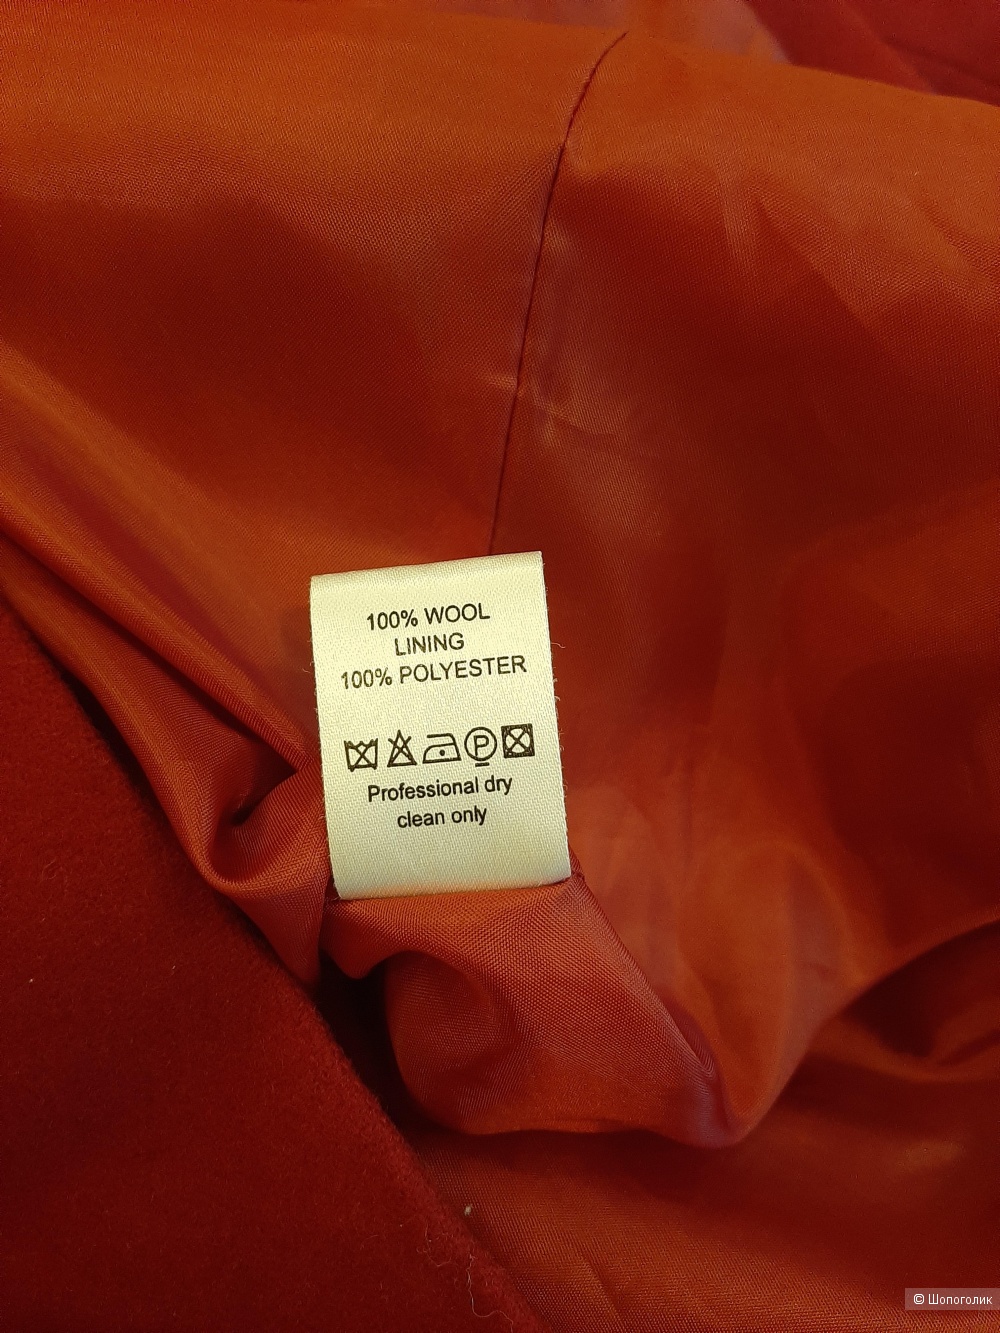 100% WOOL
LINING
100% POLYESTER
P
Professional dry
clean only
© Шопоголик